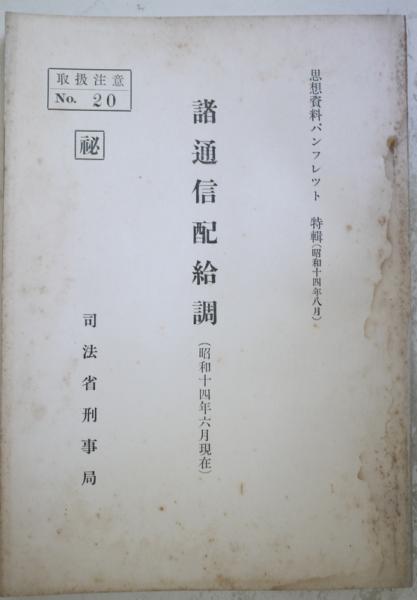 思想資料パンフレツト 特輯(昭和十四年八月)
諸通信配給調(昭和十四年六月現在)
取扱注意
No. 20
秘
司法省刑事局